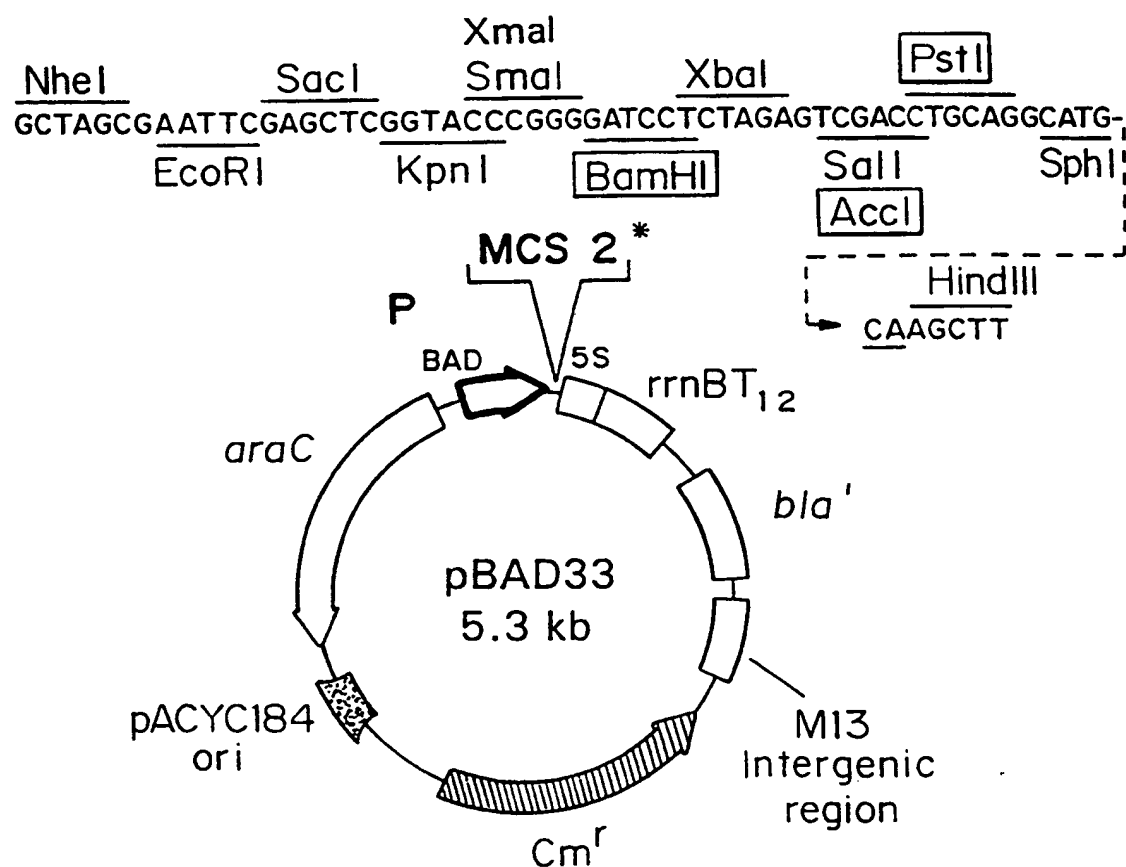 XmaI
NheI SacI SmaI XbaI PstI
GCTAGCGAATTCGAGCTCGGTACCCGGGGATCCTCTAGAGTCGACCTGCAGGCATG-
EcoRI KpnI BamHI SalI SphI
AccI
MCS 2*
HindIII
CAAGCTT
P
BAD
5S
rrnBT12
araC
bla'
pBAD33
5.3 kb
pACYC184
ori
M13
Intergenic
region
Cmr